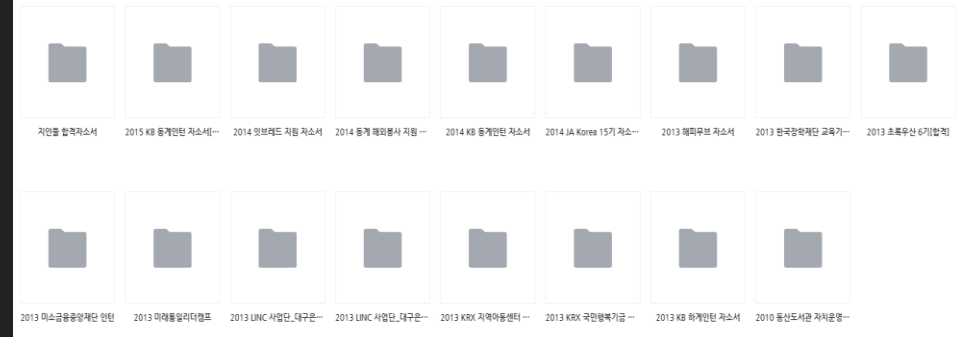 지인들 합격자소서
2015 KB 동계인턴 자소서[…
2014 잇브레드 지원 자소서
2014 동계 해외봉사 지원 …
2014 KB 동계인턴 자소서
2014 JA Korea 15기 자소…
2013 해피무브 자소서
2013 한국장학재단 교육기…
2013 초록우산 6기[합격]
2013 미소금융중앙재단 인턴
2013 미래통일리더캠프
2013 LINC 사업단_대구은…
2013 LINC 사업단_대구은…
2013 KRX 지역아동센터 …
2013 KRX 국민행복기금 …
2013 KB 하계인턴 자소서
2010 동산도서관 자치운영…